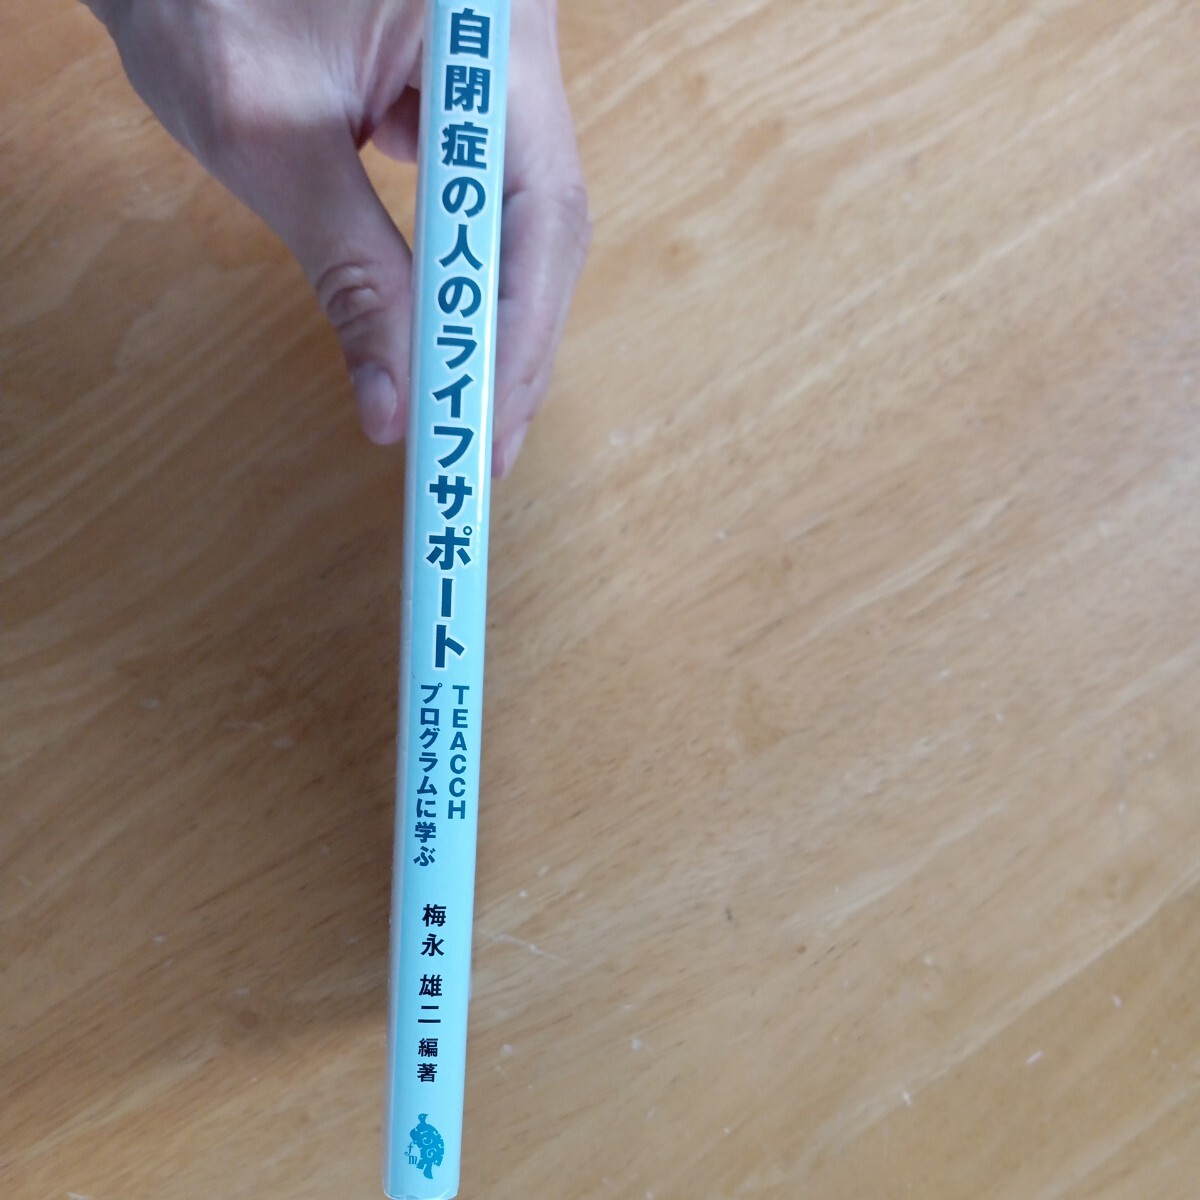 自閉症の人のライフサポート
TEACCH
プログラムに学ぶ
梅永 雄二 編著
f
m